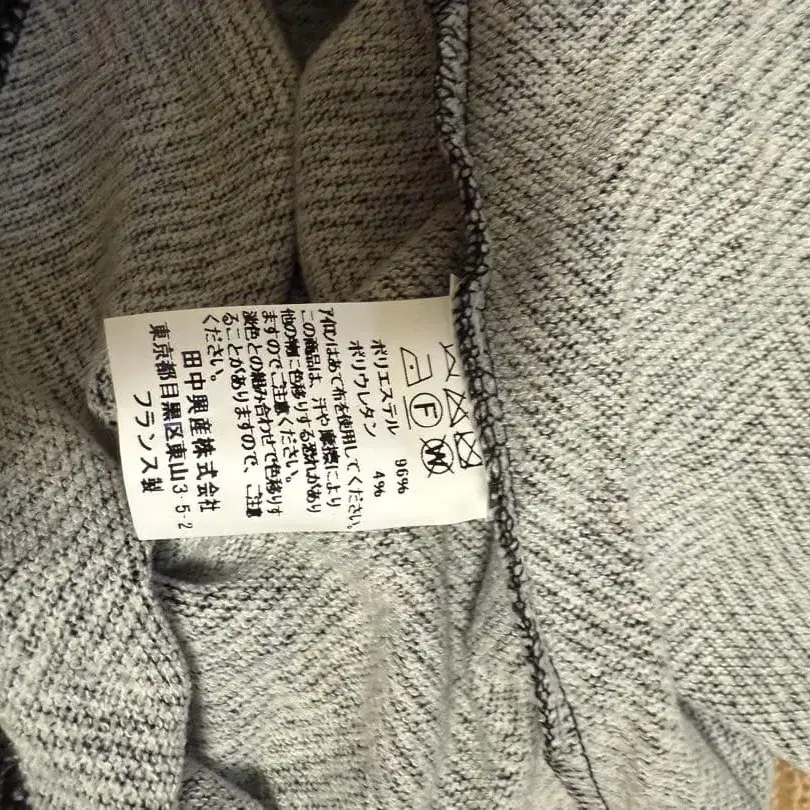 F W
ポリエステル 96%
ポリウレタン 4%
アイロンはあて布を使用してください。
この商品は、汗や摩擦により
他の物に色移りする恐れがあり
ますのでご注意ください。
淡色との組み合わせで色移りす
ることがありますので、ご注意
ください。
田中興産株式会社
東京都目黒区東山3-5-2
フランス製